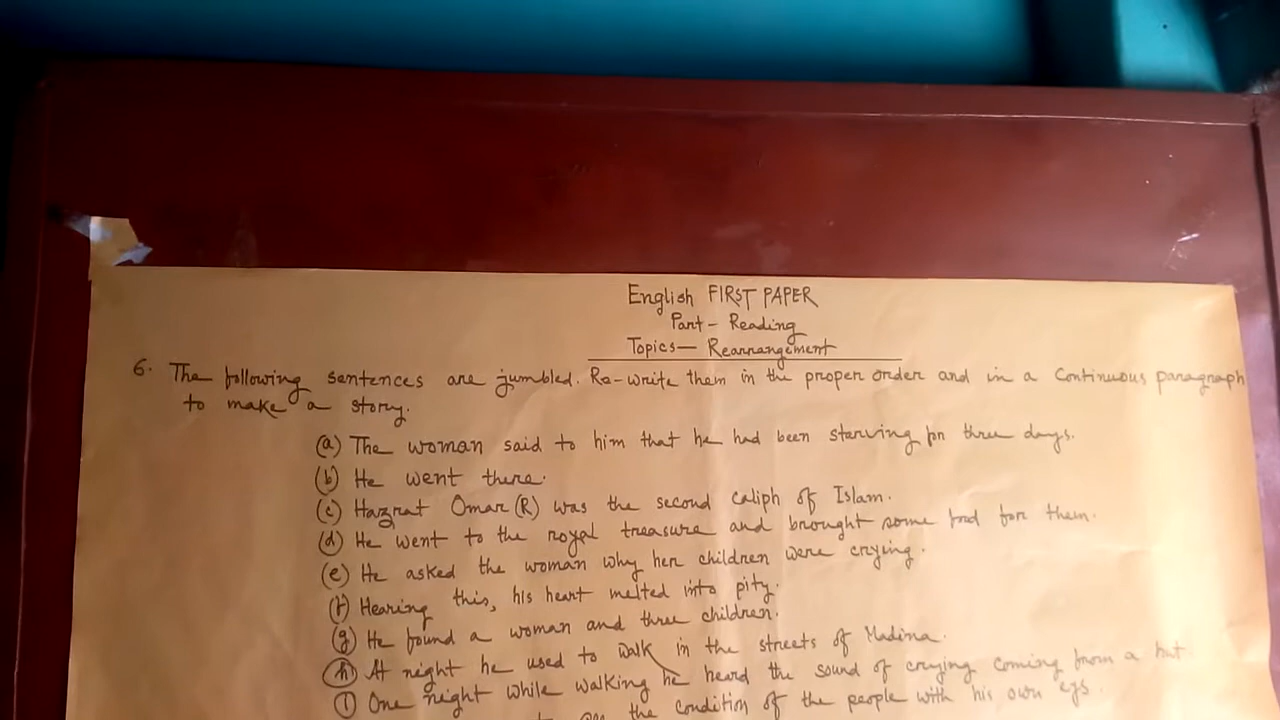 English FIRST PAPER
Part - Reading
Topics— Rearrangement
6. The following sentences are jumbled. Re-write them in the proper order and in a continuous paragraph
to make a story.
(a) The woman said to him that he had been starving for three days.
(b) He went there.
(c) Hazrat Omar (R) was the second caliph of Islam.
(d) He went to the royal treasure and brought some food for them.
(e) He asked the woman why her children were crying.
(f) Hearing this, his heart melted into pity.
(g) He found a woman and three children.
(h) At night he used to walk in the streets of Madina.
(i) One night while walking he heard the sound of crying coming from a hut.
the condition of the people with his own eys.